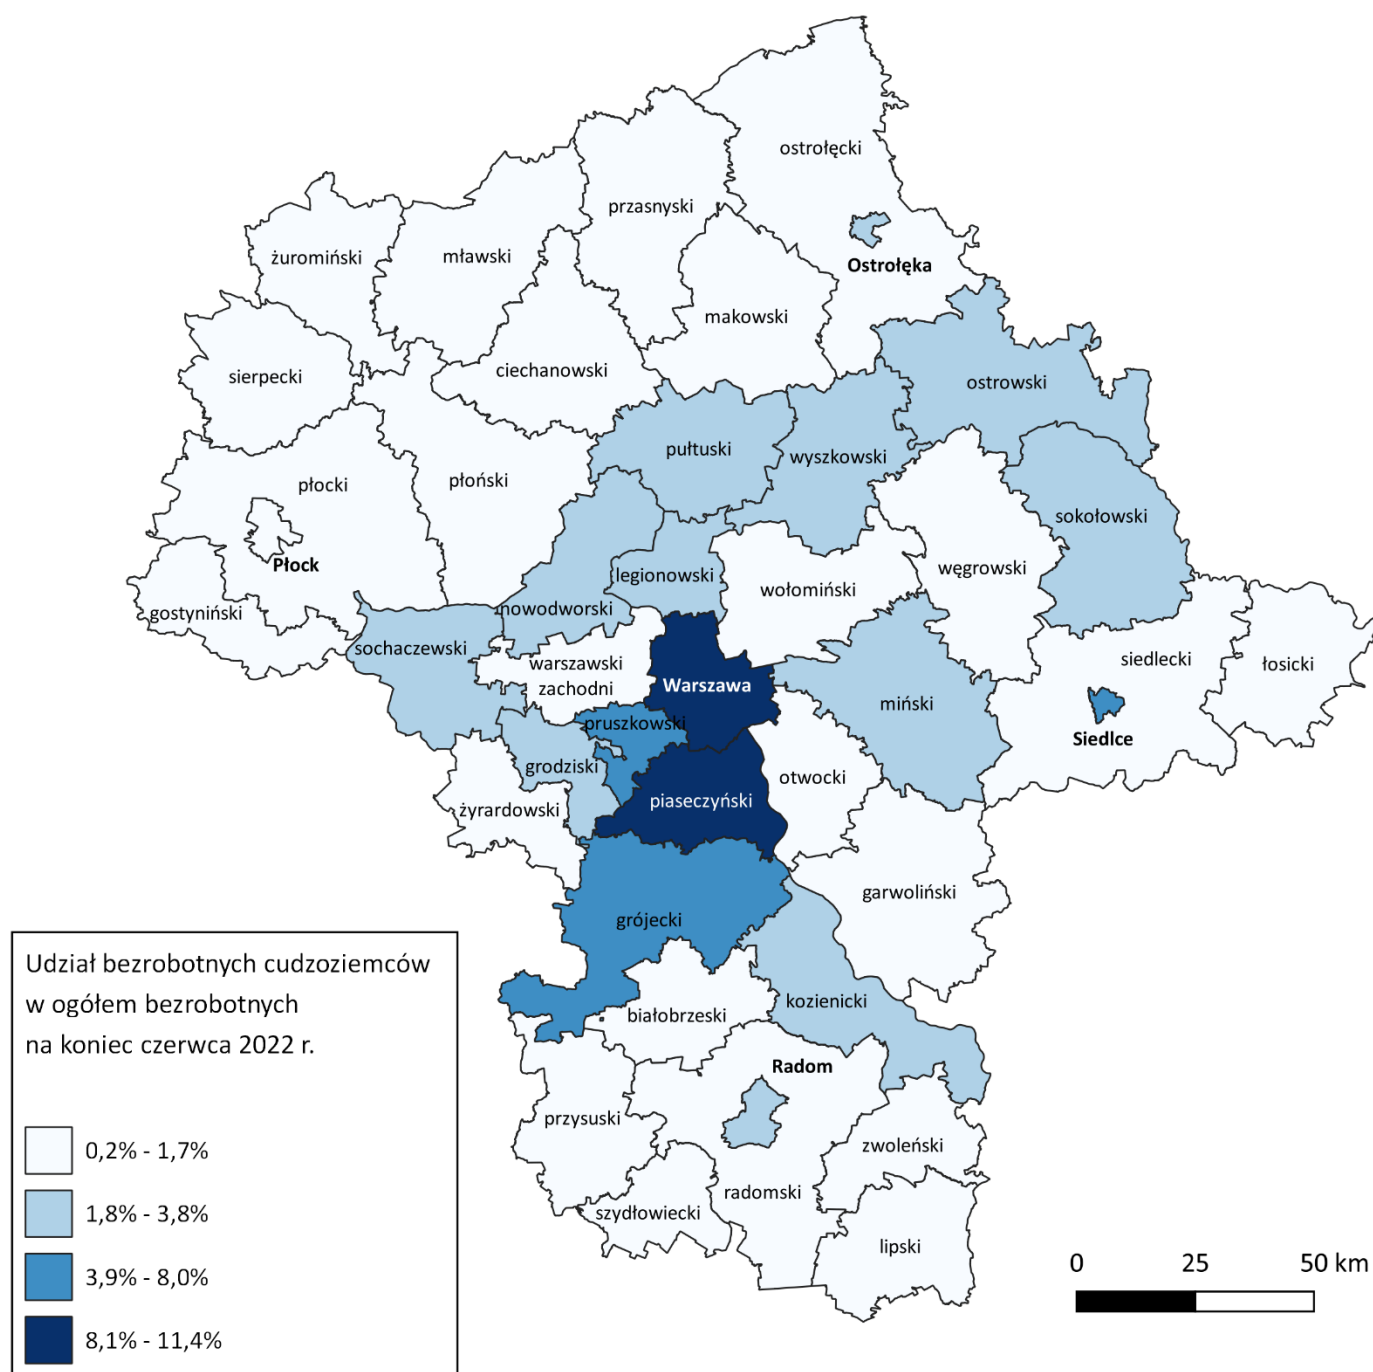 ostrołęcki
przasnyski
żuromiński
mławski
Ostrołęka
makowski
sierpecki
ciechanowski
ostrowski
pułtuski
wyszkowski
płocki
płoński
sokołowski
Płock
legionowski
wołomiński
węgrowski
gostyniński
nowodworski
sochaczewski
warszawski
zachodni
siedlecki
łosicki
Warszawa
miński
pruszkowski
Siedlce
grodziski
otwocki
żyrardowski
piaseczyński
garwoliński
grójecki
kozienicki
białobrzeski
Radom
przysuski
zwoleński
radomski
szydłowiecki
lipski
Udział bezrobotnych cudzoziemców
w ogółem bezrobotnych
na koniec czerwca 2022 r.
0,2% - 1,7%
1,8% - 3,8%
3,9% - 8,0%
8,1% - 11,4%
0 25 50 km